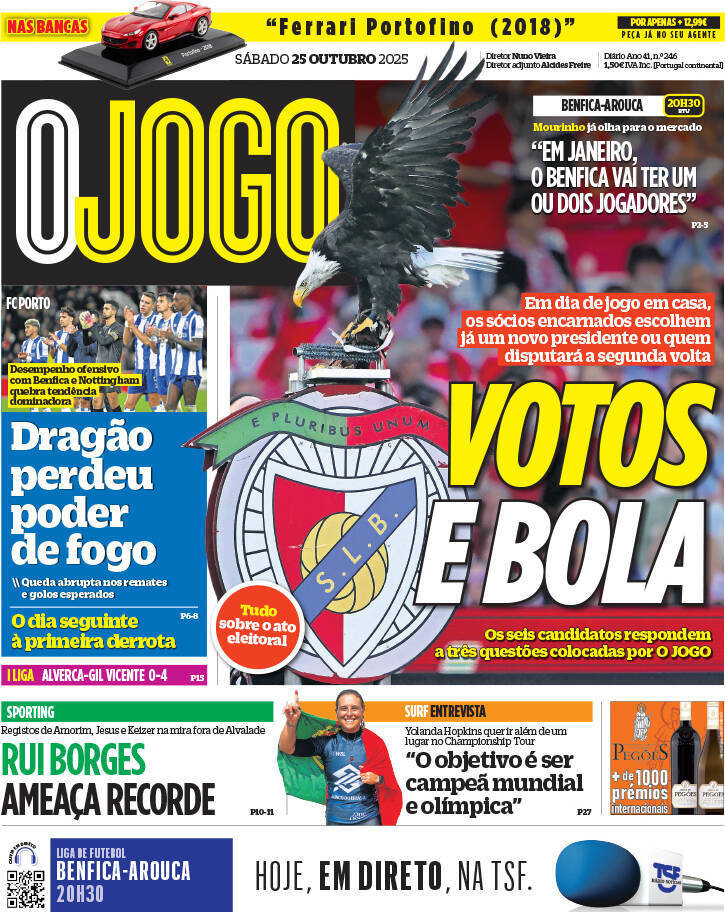 NAS BANCAS
"Ferrari Portofino (2018)"
POR APENAS + 12,99€
PEÇA JÁ NO SEU AGENTE
SÁBADO 25 OUTUBRO 2025
Diretor Nuno Vieira
Diretor adjunto Alcides Freire
Diário Ano 41, n.º 246
1,50€ IVA Inc. (Portugal continental)
O JOGO
BENFICA-AROUCA
20H30
BTV
Mourinho já olha para o mercado
"EM JANEIRO,
O BENFICA VAI TER UM
OU DOIS JOGADORES"
P2-5
Em dia de jogo em casa,
os sócios encarnados escolhem
já um novo presidente ou quem
disputará a segunda volta
VOTOS
E BOLA
E PLURIBUS UNUM
S. L. B.
Tudo
sobre o ato
eleitoral
Os seis candidatos respondem
a três questões colocadas por O JOGO
FC PORTO
Desempenho ofensivo
com Benfica e Nottingham
quebra tendência
dominadora
Dragão
perdeu
poder
de fogo
\\ Queda abrupta nos remates
e golos esperados
P6-8
O dia seguinte
à primeira derrota
I LIGA ALVERCA-GIL VICENTE 0-4 P15
SPORTING
Registos de Amorim, Jesus e Keizer na mira fora de Alvalade
RUI BORGES
AMEAÇA RECORDE
P10-11
SURF ENTREVISTA
Yolanda Hopkins quer ir além de um
lugar no Championship Tour
"O objetivo é ser
campeã mundial
e olímpica"
P27
PEGÕES
+ de 1000
prémios
internacionais
PEGÕES
PEGÕES
LIGA DE FUTEBOL
BENFICA-AROUCA
20H30
HOJE, EM DIRETO, NA TSF.
TSF
RÁDIO NOTÍCIAS